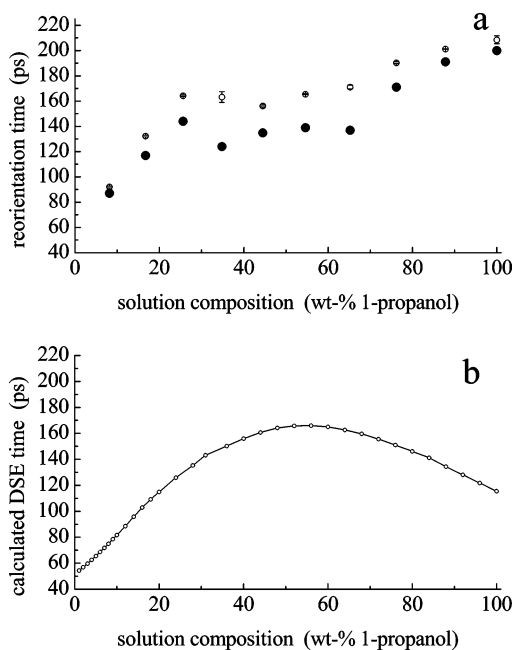 a
220
200
180
160
140
120
100
80
60
40
reorientation time (ps)
0 20 40 60 80 100
solution composition (wt-% 1-propanol)
b
220
200
180
160
140
120
100
80
60
40
calculated DSE time (ps)
0 20 40 60 80 100
solution composition (wt-% 1-propanol)